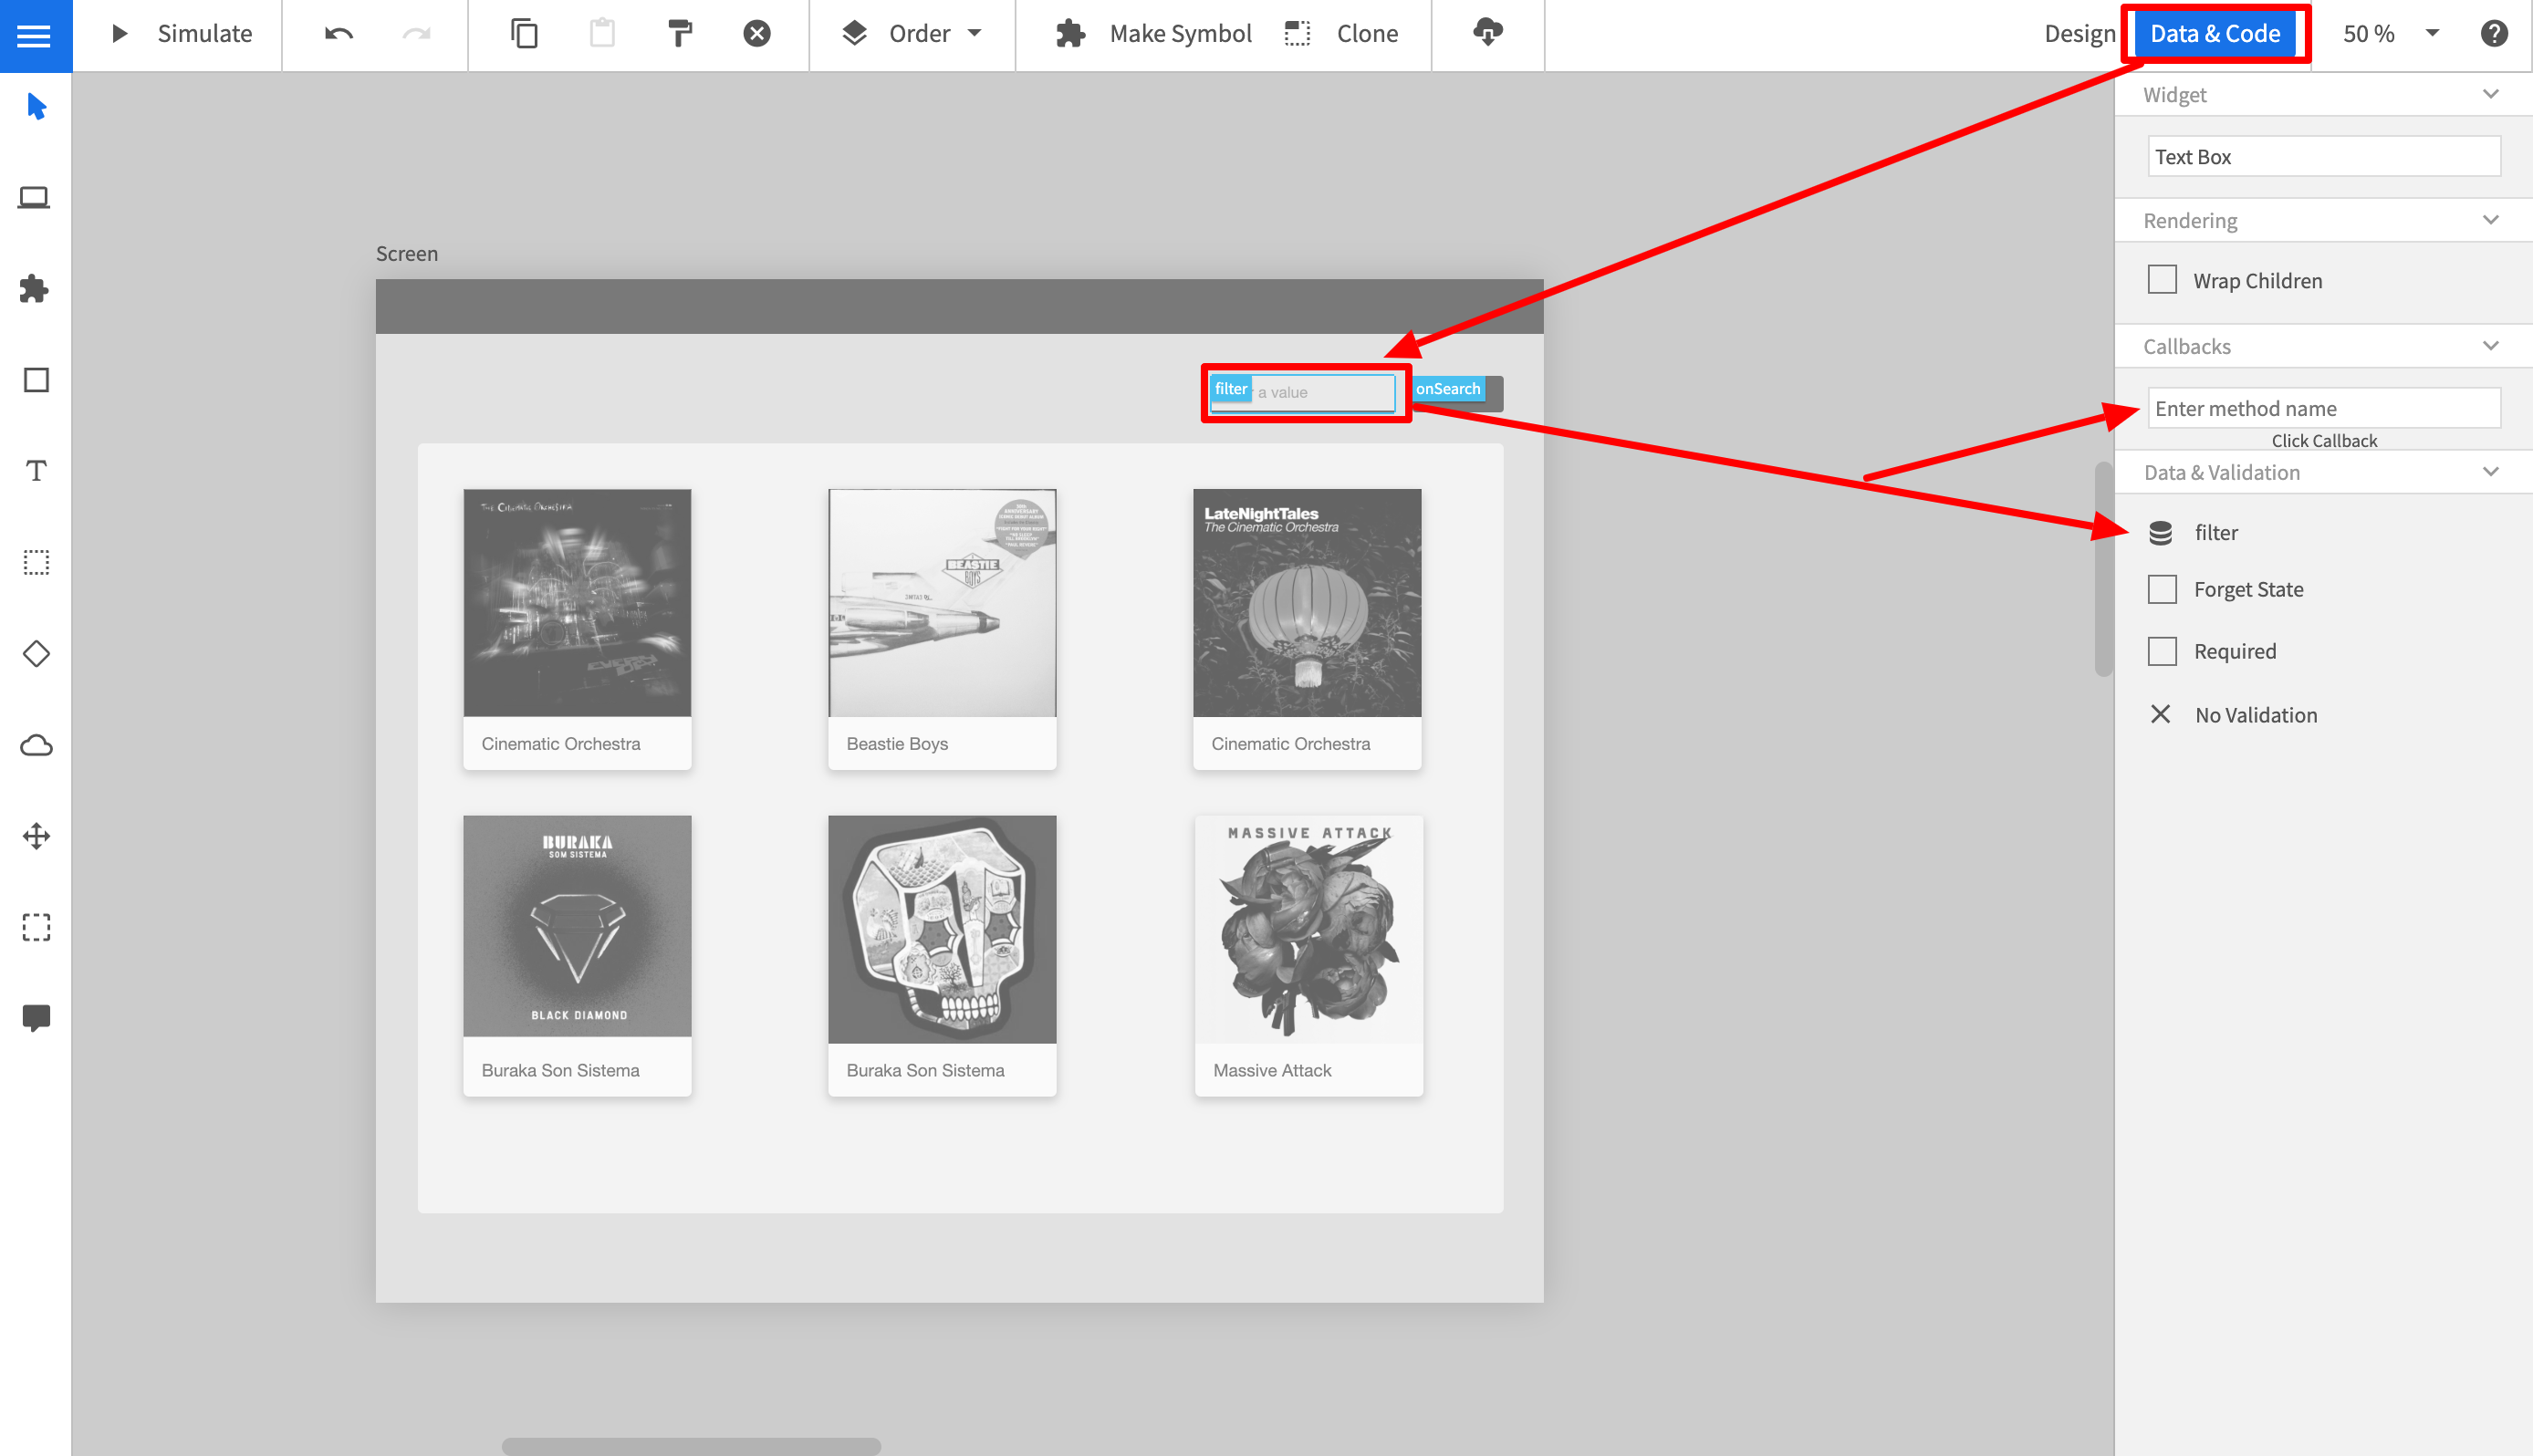 Simulate
Order
Make Symbol
Clone
Design
Data & Code
50 %
Widget
Text Box
Rendering
Wrap Children
Callbacks
Enter method name
Click Callback
Data & Validation
filter
Forget State
Required
No Validation
Screen
filter
a value
onSearch
THE CINEMATIC ORCHESTRA
EVERY DAY
BEASTIE
BOYS
LateNightTales
The Cinematic Orchestra
Cinematic Orchestra
Beastie Boys
Cinematic Orchestra
BURAKA
SOM SISTEMA
BLACK DIAMOND
MASSIVE ATTACK
Buraka Son Sistema
Buraka Son Sistema
Massive Attack